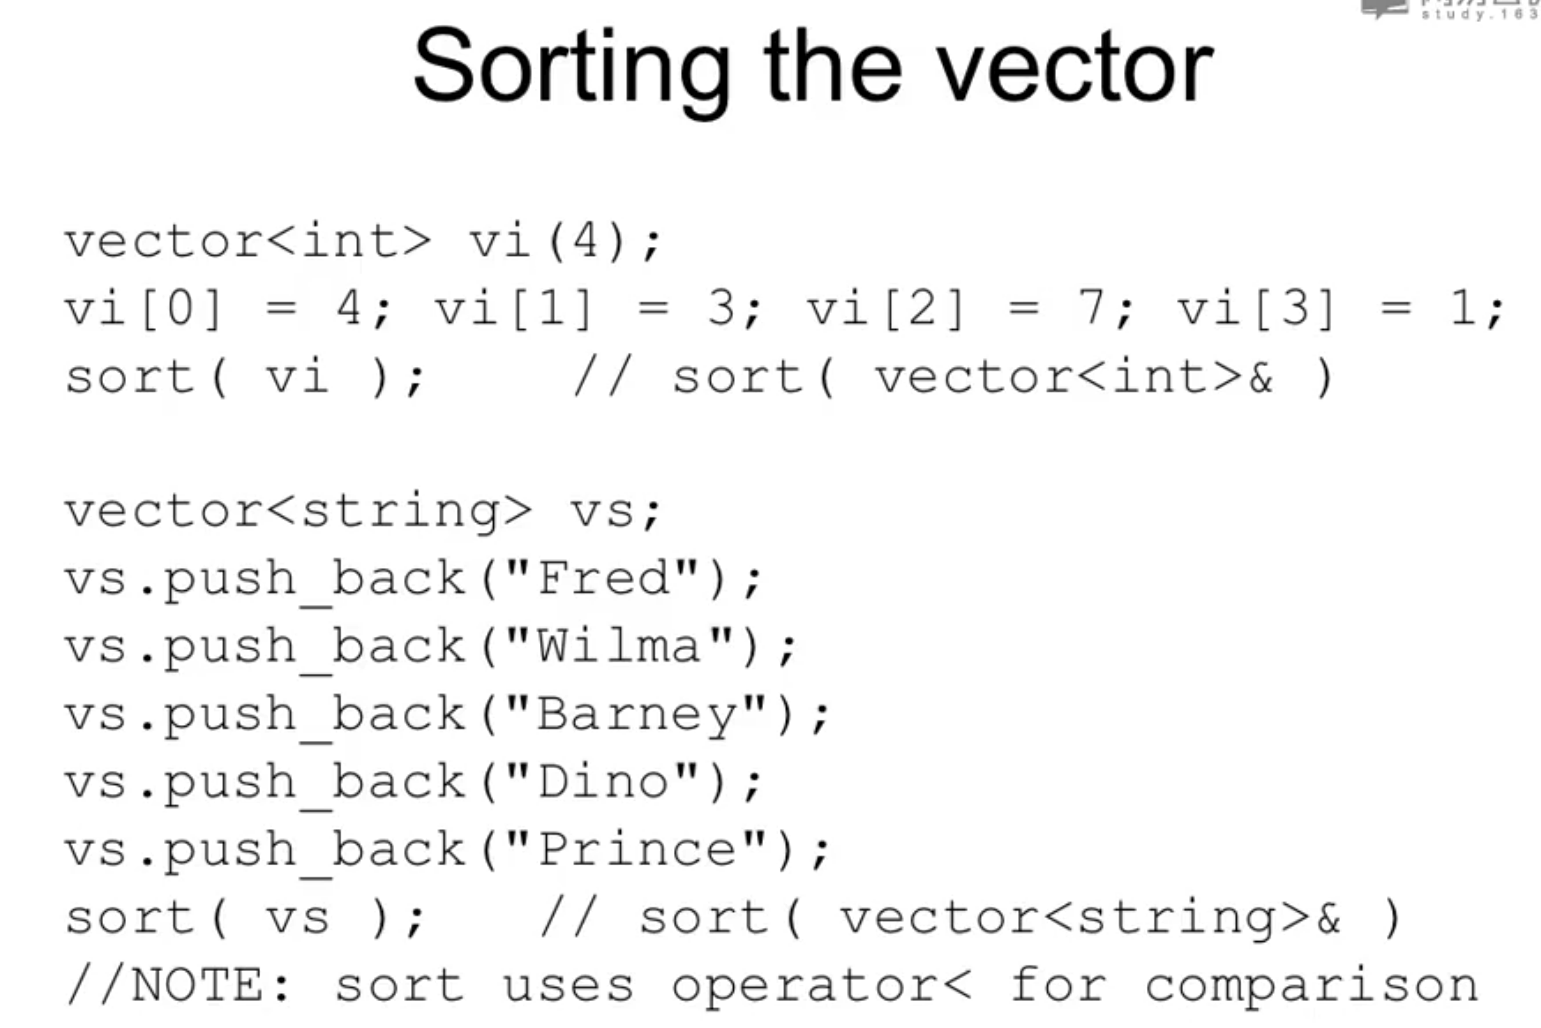 study.163
Sorting the vector
vector<int> vi(4);
vi[0] = 4; vi[1] = 3; vi[2] = 7; vi[3] = 1;
sort( vi );    // sort( vector<int>& )
vector<string> vs;
vs.push_back("Fred");
vs.push_back("Wilma");
vs.push_back("Barney");
vs.push_back("Dino");
vs.push_back("Prince");
sort( vs );   // sort( vector<string>& )
//NOTE: sort uses operator< for comparison